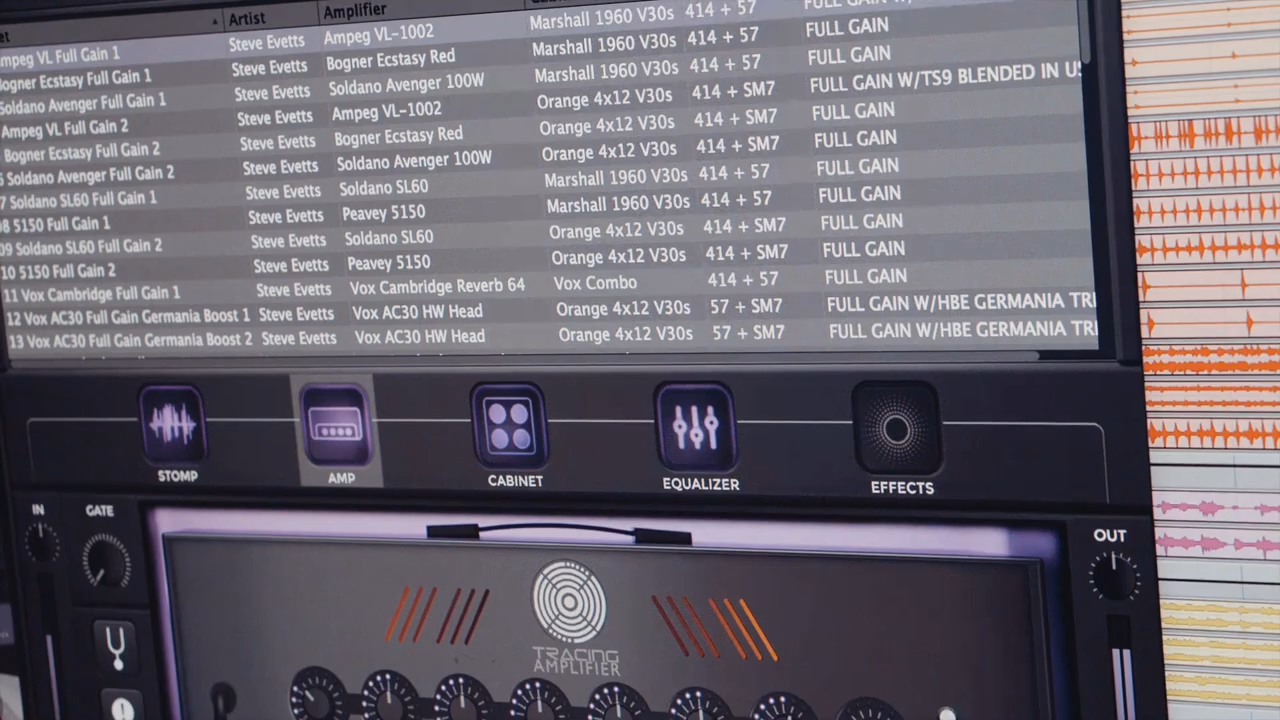 et Artist Amplifier
mpeg VL Full Gain 1 Steve Evetts Ampeg VL-1002 Marshall 1960 V30s 414 + 57 FULL GAIN
ogner Ecstasy Full Gain 1 Steve Evetts Bogner Ecstasy Red Marshall 1960 V30s 414 + 57 FULL GAIN
Soldano Avenger Full Gain 1 Steve Evetts Soldano Avenger 100W Marshall 1960 V30s 414 + 57 FULL GAIN
Ampeg VL Full Gain 2 Steve Evetts Ampeg VL-1002 Orange 4x12 V30s 414 + SM7 FULL GAIN W/TS9 BLENDED IN US
Bogner Ecstasy Full Gain 2 Steve Evetts Bogner Ecstasy Red Orange 4x12 V30s 414 + SM7 FULL GAIN
6 Soldano Avenger Full Gain 2 Steve Evetts Soldano Avenger 100W Orange 4x12 V30s 414 + SM7 FULL GAIN
7 Soldano SL60 Full Gain 1 Steve Evetts Soldano SL60 Marshall 1960 V30s 414 + 57 FULL GAIN
08 5150 Full Gain 1 Steve Evetts Peavey 5150 Marshall 1960 V30s 414 + 57 FULL GAIN
09 Soldano SL60 Full Gain 2 Steve Evetts Soldano SL60 Orange 4x12 V30s 414 + SM7 FULL GAIN
10 5150 Full Gain 2 Steve Evetts Peavey 5150 Orange 4x12 V30s 414 + SM7 FULL GAIN
11 Vox Cambridge Full Gain 1 Steve Evetts Vox Cambridge Reverb 64 Vox Combo 414 + 57 FULL GAIN
12 Vox AC30 Full Gain Germania Boost 1 Steve Evetts Vox AC30 HW Head Orange 4x12 V30s 57 + SM7 FULL GAIN W/HBE GERMANIA TRE
13 Vox AC30 Full Gain Germania Boost 2 Steve Evetts Vox AC30 HW Head Orange 4x12 V30s 57 + SM7 FULL GAIN W/HBE GERMANIA TRE
STOMP AMP CABINET EQUALIZER EFFECTS
IN GATE OUT
TRACING
AMPLIFIER